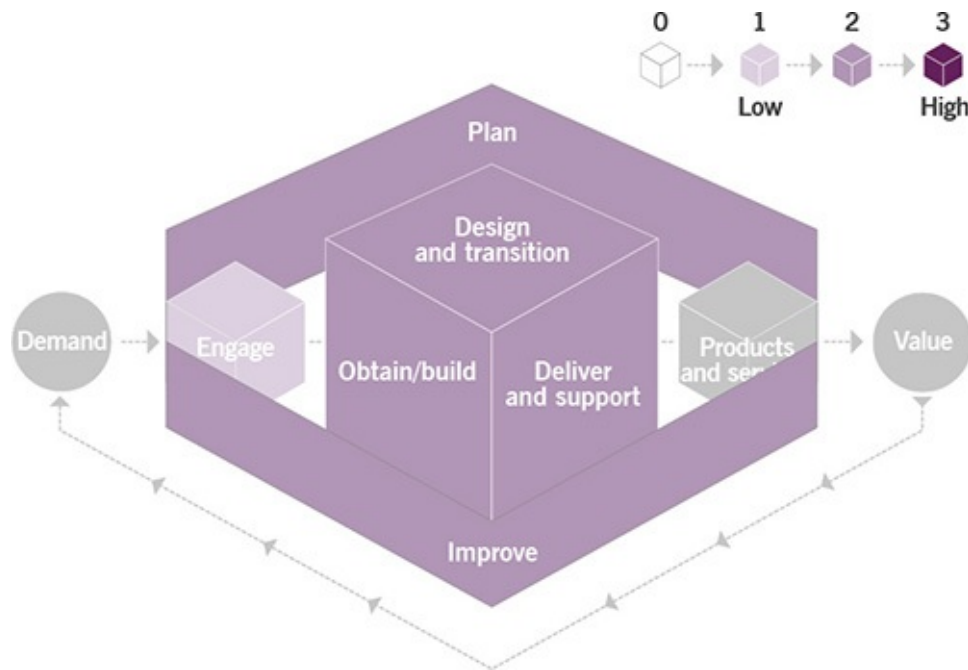 0 1 2 3
Low High
Plan
Design
and transition
Demand
Engage
Obtain/build
Deliver
and support
Products
and
Value
Improve